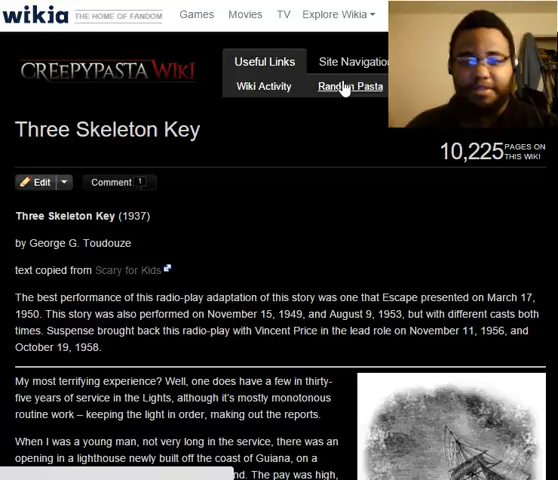 wikia THE HOME OF FANDOM Games Movies TV Explore Wikia
CREEPYPASTA WIKI
Useful Links Site Navigation
Wiki Activity Random Pasta
Three Skeleton Key
10,225 PAGES ON THIS WIKI
Edit Comment 1
Three Skeleton Key (1937)
by George G. Toudouze
text copied from Scary for Kids
The best performance of this radio-play adaptation of this story was one that Escape presented on March 17,
1950. This story was also performed on November 15, 1949, and August 9, 1953, but with different casts both
times. Suspense brought back this radio-play with Vincent Price in the lead role on November 11, 1956, and
October 19, 1958.
My most terrifying experience? Well, one does have a few in thirty-
five years of service in the Lights, although it's mostly monotonous
routine work – keeping the light in order, making out the reports.
When I was a young man, not very long in the service, there was an
opening in a lighthouse newly built off the coast of Guiana, on a
The pay was high,